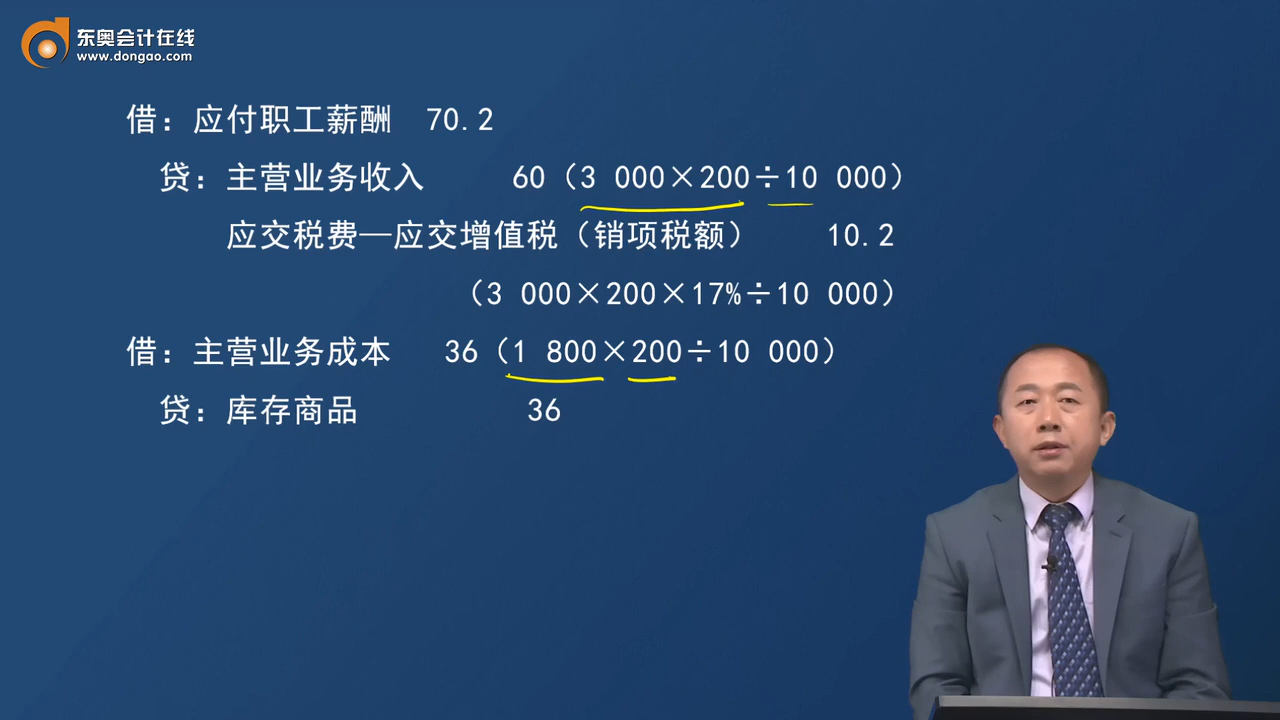 东奥会计在线
www.dongao.com
借：应付职工薪酬 70.2
贷：主营业务收入 60（3 000×200÷10 000）
应交税费—应交增值税（销项税额） 10.2
（3 000×200×17%÷10 000）
借：主营业务成本 36（1 800×200÷10 000）
贷：库存商品 36